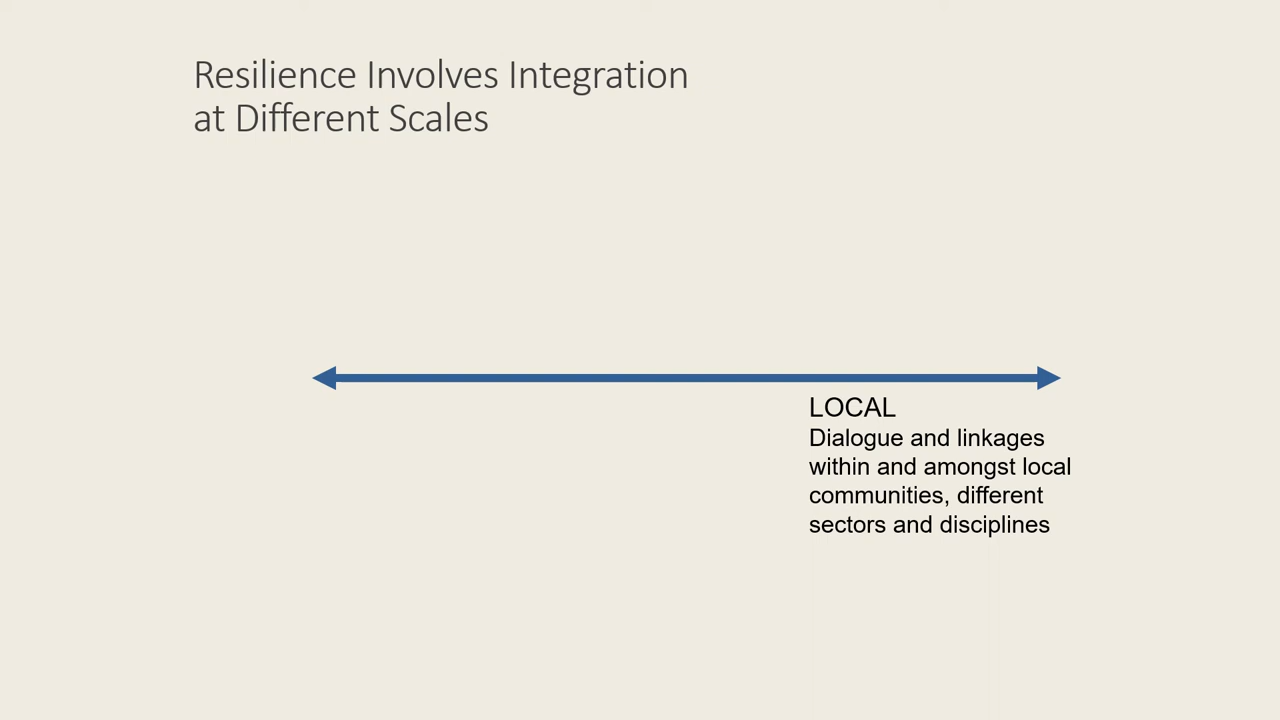 Resilience Involves Integration
at Different Scales
LOCAL
Dialogue and linkages
within and amongst local
communities, different
sectors and disciplines